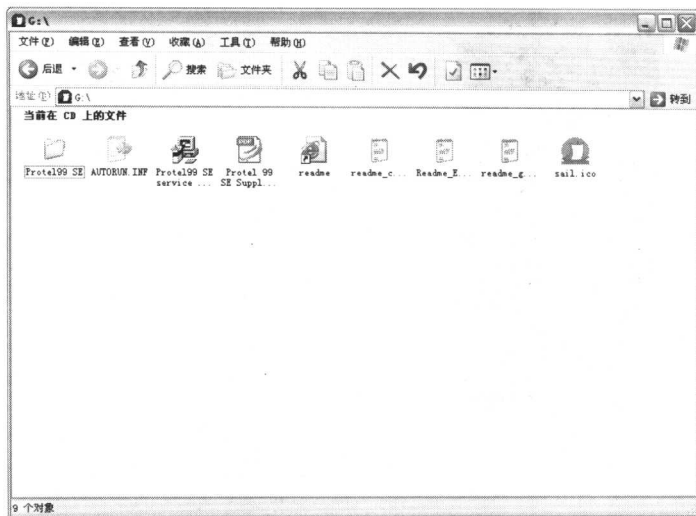 G:\
文件(F) 编辑(E) 查看(V) 收藏(A) 工具(T) 帮助(H)
后退 搜索 文件夹
地址(D) G:\ 转到
当前在 CD 上的文件
Protel99 SE AUTORUN.INF Protel99 SE Protel 99 readme readme_c... Readme_E... readme_g... sail.ico
service ... SE Suppl...
9 个对象